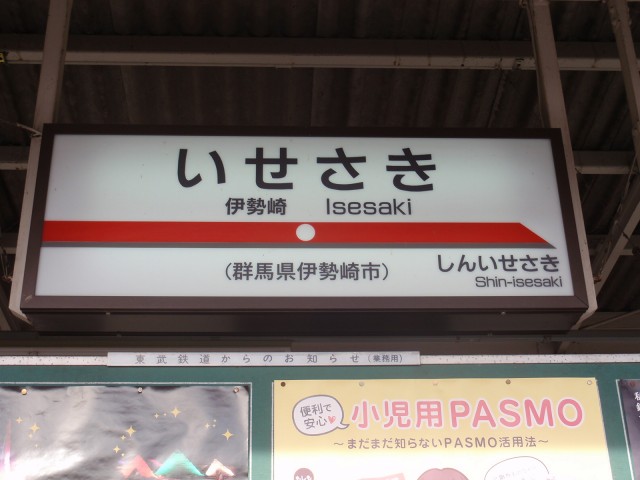 いせさき
伊勢崎 Isesaki
(群馬県伊勢崎市)
しんいせさき
Shin-isesaki
東武鉄道からのお知らせ(業務用)
便利で
安心
小児用PASMO
～まだまだ知らないPASMO活用法～